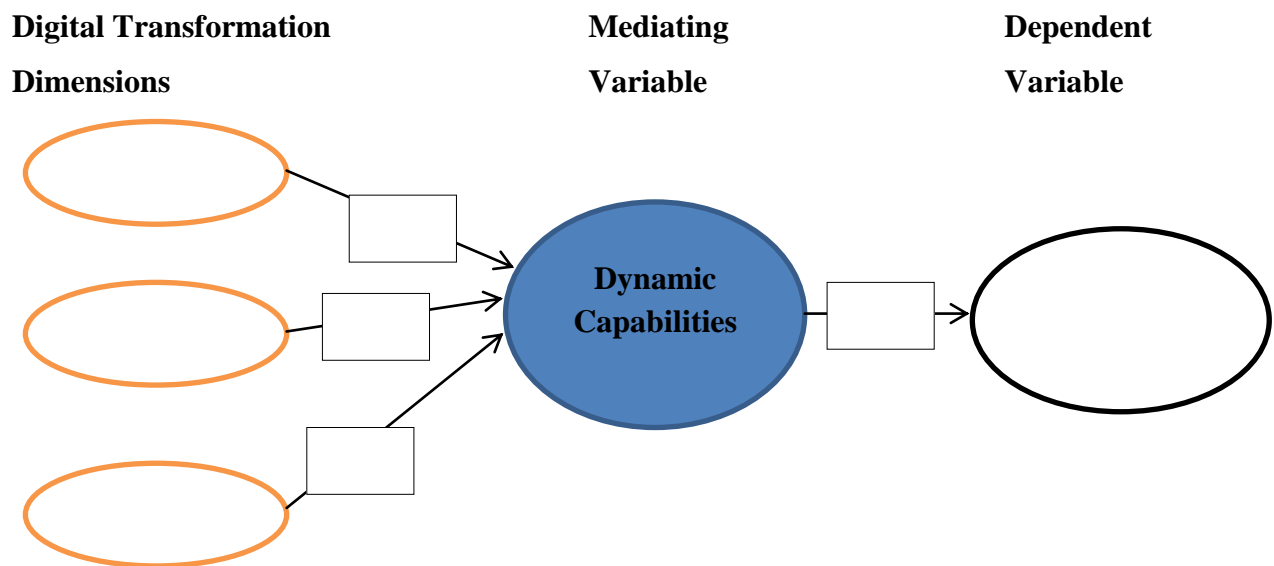 Digital Transformation
Dimensions
Mediating
Variable
Dependent
Variable
Dynamic
Capabilities